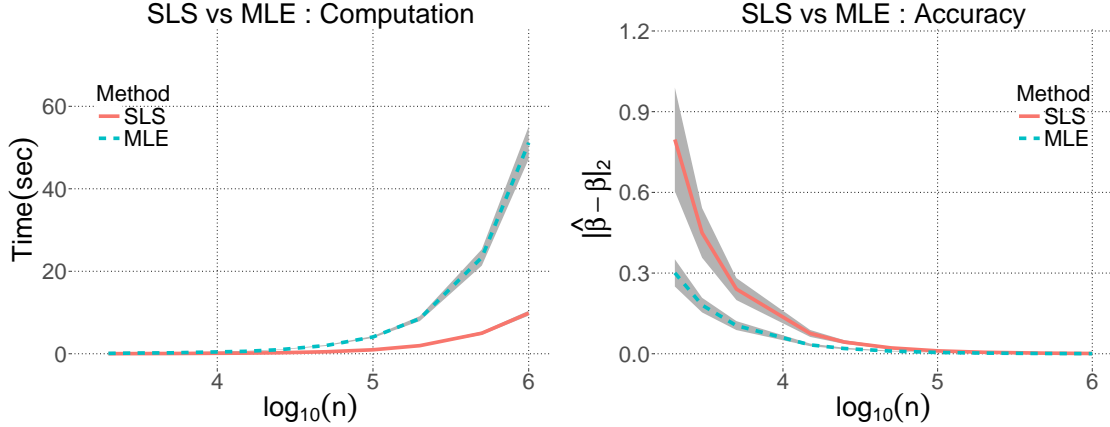 SLS vs MLE : Computation
60
40
20
0
Time(sec)
Method
SLS
MLE
4
5
6
log₁₀(n)
SLS vs MLE : Accuracy
1.2
0.9
0.6
0.3
0.0
|β̂ − β|₂
Method
SLS
MLE
4
5
6
log₁₀(n)